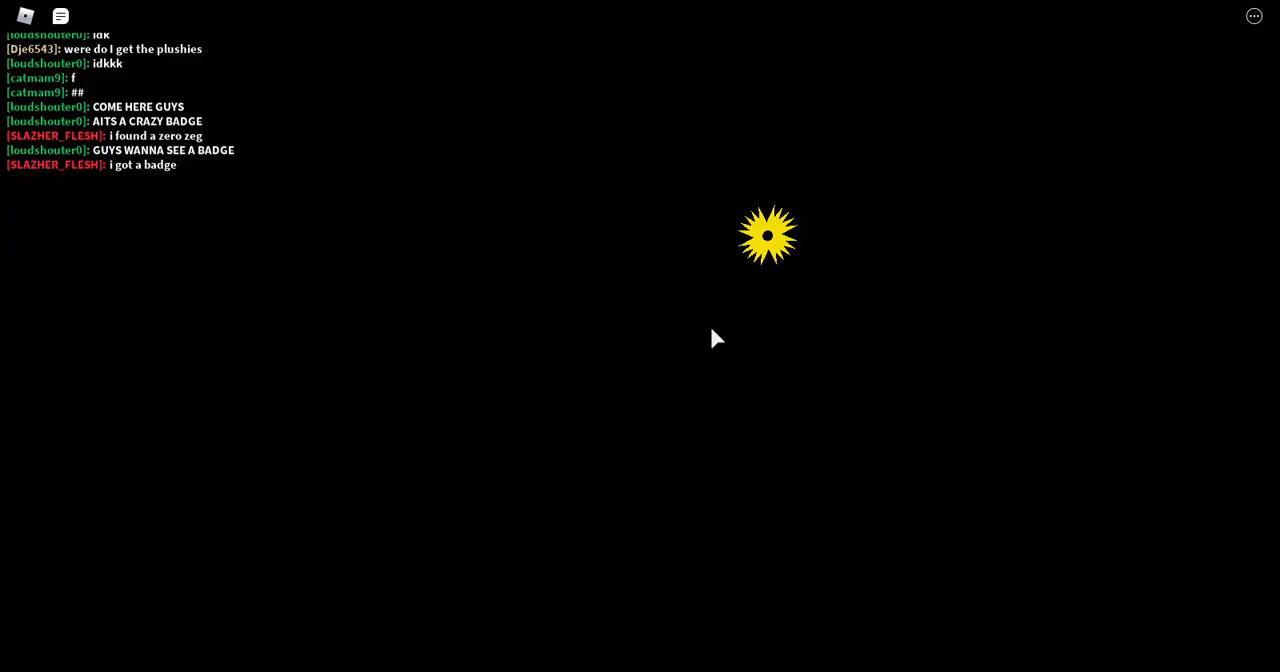 [loudshouter0]: idk
[Dje6543]: were do I get the plushies
[loudshouter0]: idkkk
[catmam9]: f
[catmam9]: ##
[loudshouter0]: COME HERE GUYS
[loudshouter0]: AITS A CRAZY BADGE
[SLAZHER_FLESH]: i found a zero zeg
[loudshouter0]: GUYS WANNA SEE A BADGE
[SLAZHER_FLESH]: i got a badge